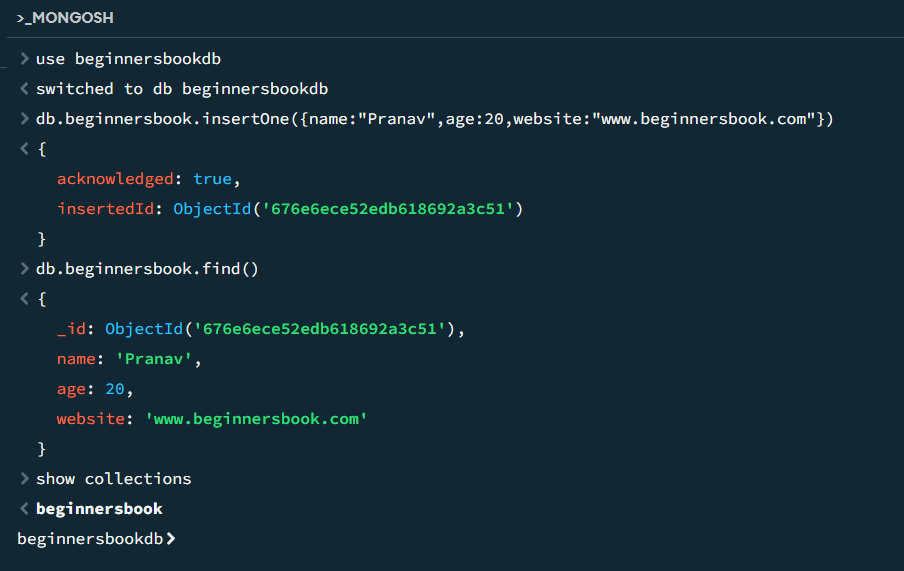 >_MONGOSH
> use beginnersbookdb
< switched to db beginnersbookdb
> db.beginnersbook.insertOne({name:"Pranav",age:20,website:"www.beginnersbook.com"})
< {
    acknowledged: true,
    insertedId: ObjectId('676e6ece52edb618692a3c51')
  }
> db.beginnersbook.find()
< {
    _id: ObjectId('676e6ece52edb618692a3c51'),
    name: 'Pranav',
    age: 20,
    website: 'www.beginnersbook.com'
  }
> show collections
< beginnersbook
beginnersbookdb>